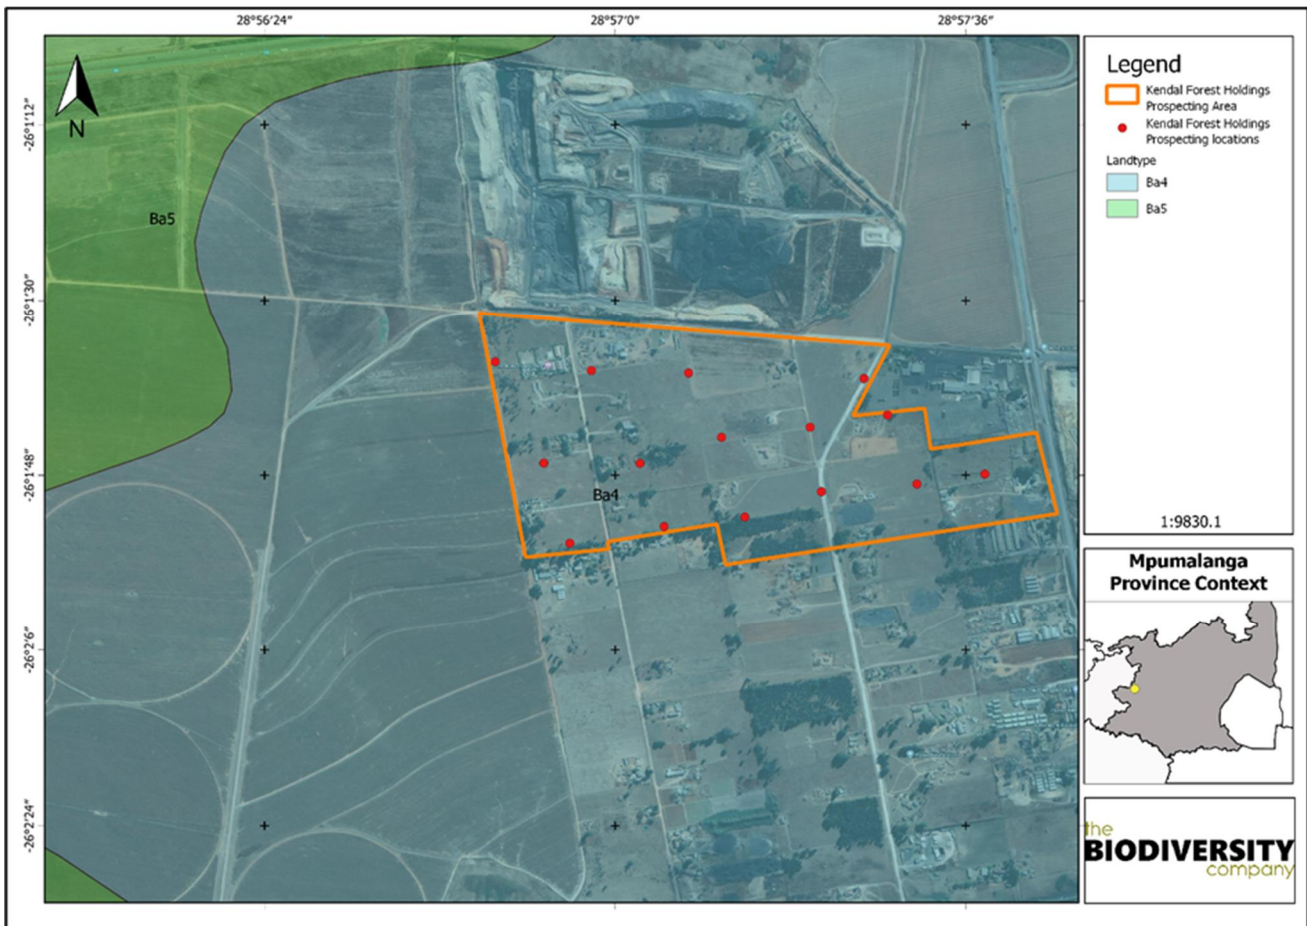 28°56'24"
28°57'0"
28°57'36"
-26°1'12"
-26°1'30"
-26°1'48"
-26°2'6"
-26°2'24"
N
Ba5
Ba4
Legend
Kendal Forest Holdings
Prospecting Area
Kendal Forest Holdings
Prospecting locations
Landtype
Ba4
Ba5
1:9830.1
Mpumalanga
Province Context
the
BIODIVERSITY
company